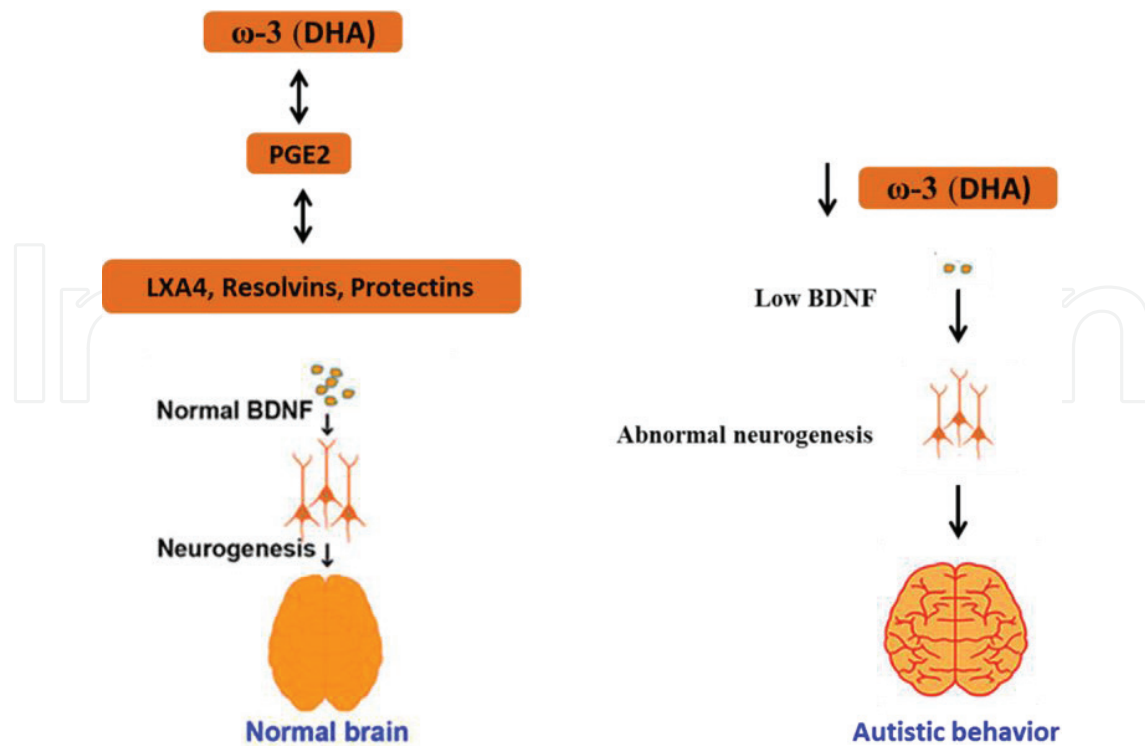 ω-3 (DHA)
PGE2
LXA4, Resolvins, Protectins
Normal BDNF
Neurogenesis
Normal brain
ω-3 (DHA)
Low BDNF
Abnormal neurogenesis
Autistic behavior